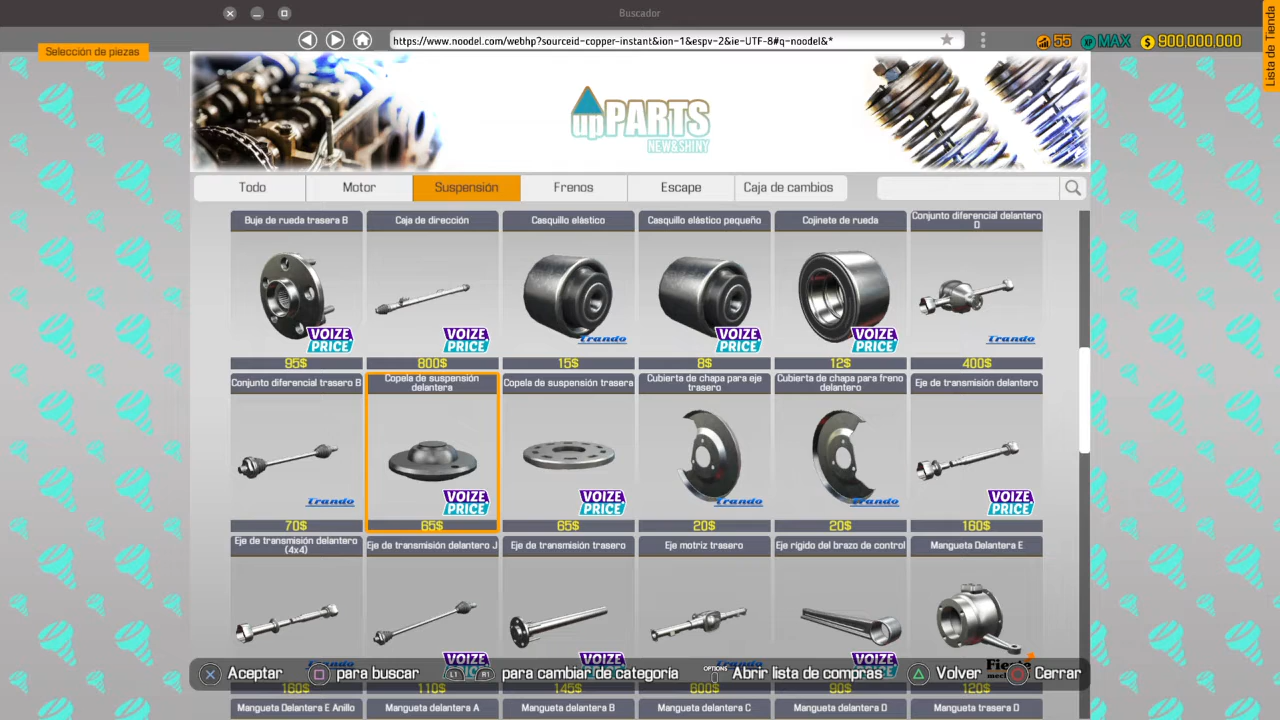 Buscador
https://www.noodel.com/webhp?sourceid-copper-instant&ion-1&espv-2&ie-UTF-8#q-noodel&*
Selección de piezas
55
XP MAX
$ 900,000,000
Lista de Tienda
upPARTS
NEW&SHINY
Todo
Motor
Suspensión
Frenos
Escape
Caja de cambios
Buje de rueda trasera B
Caja de dirección
Casquillo elástico
Casquillo elástico pequeño
Cojinete de rueda
Conjunto diferencial delantero
D
VOIZE PRICE
VOIZE PRICE
Trando
VOIZE PRICE
VOIZE PRICE
Trando
95$
800$
15$
8$
12$
400$
Conjunto diferencial trasero B
Copela de suspensión
delantera
Copela de suspensión trasera
Cubierta de chapa para eje
trasero
Cubierta de chapa para freno
delantero
Eje de transmisión delantero
Trando
VOIZE PRICE
VOIZE PRICE
Trando
Trando
VOIZE PRICE
70$
65$
65$
20$
20$
160$
Eje de transmisión delantero
(4x4)
Eje de transmisión delantero J
Eje de transmisión trasero
Eje motriz trasero
Eje rígido del brazo de control
Mangueta Delantera E
VOIZE
VOIZE
VOIZE
Aceptar
para buscar
L1
R1
para cambiar de categoría
OPTIONS
Abrir lista de compras
Volver
Cerrar
160$
110$
145$
600$
90$
120$
Mangueta Delantera E Anillo
Mangueta delantera A
Mangueta delantera B
Mangueta delantera C
Mangueta delantera D
Mangueta trasera D